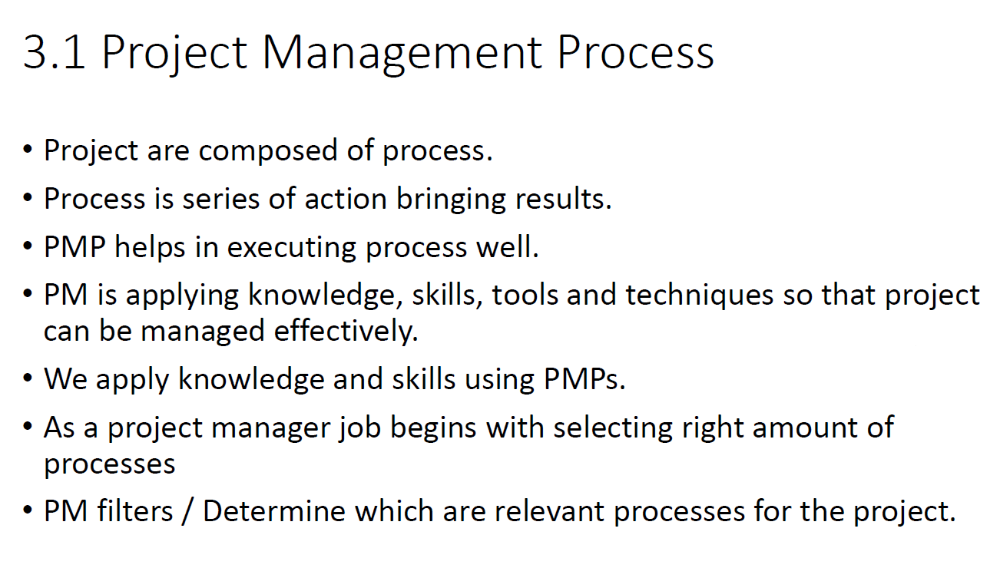 3.1 Project Management Process
• Project are composed of process.
• Process is series of action bringing results.
• PMP helps in executing process well.
• PM is applying knowledge, skills, tools and techniques so that project
can be managed effectively.
• We apply knowledge and skills using PMPs.
• As a project manager job begins with selecting right amount of
processes
• PM filters / Determine which are relevant processes for the project.